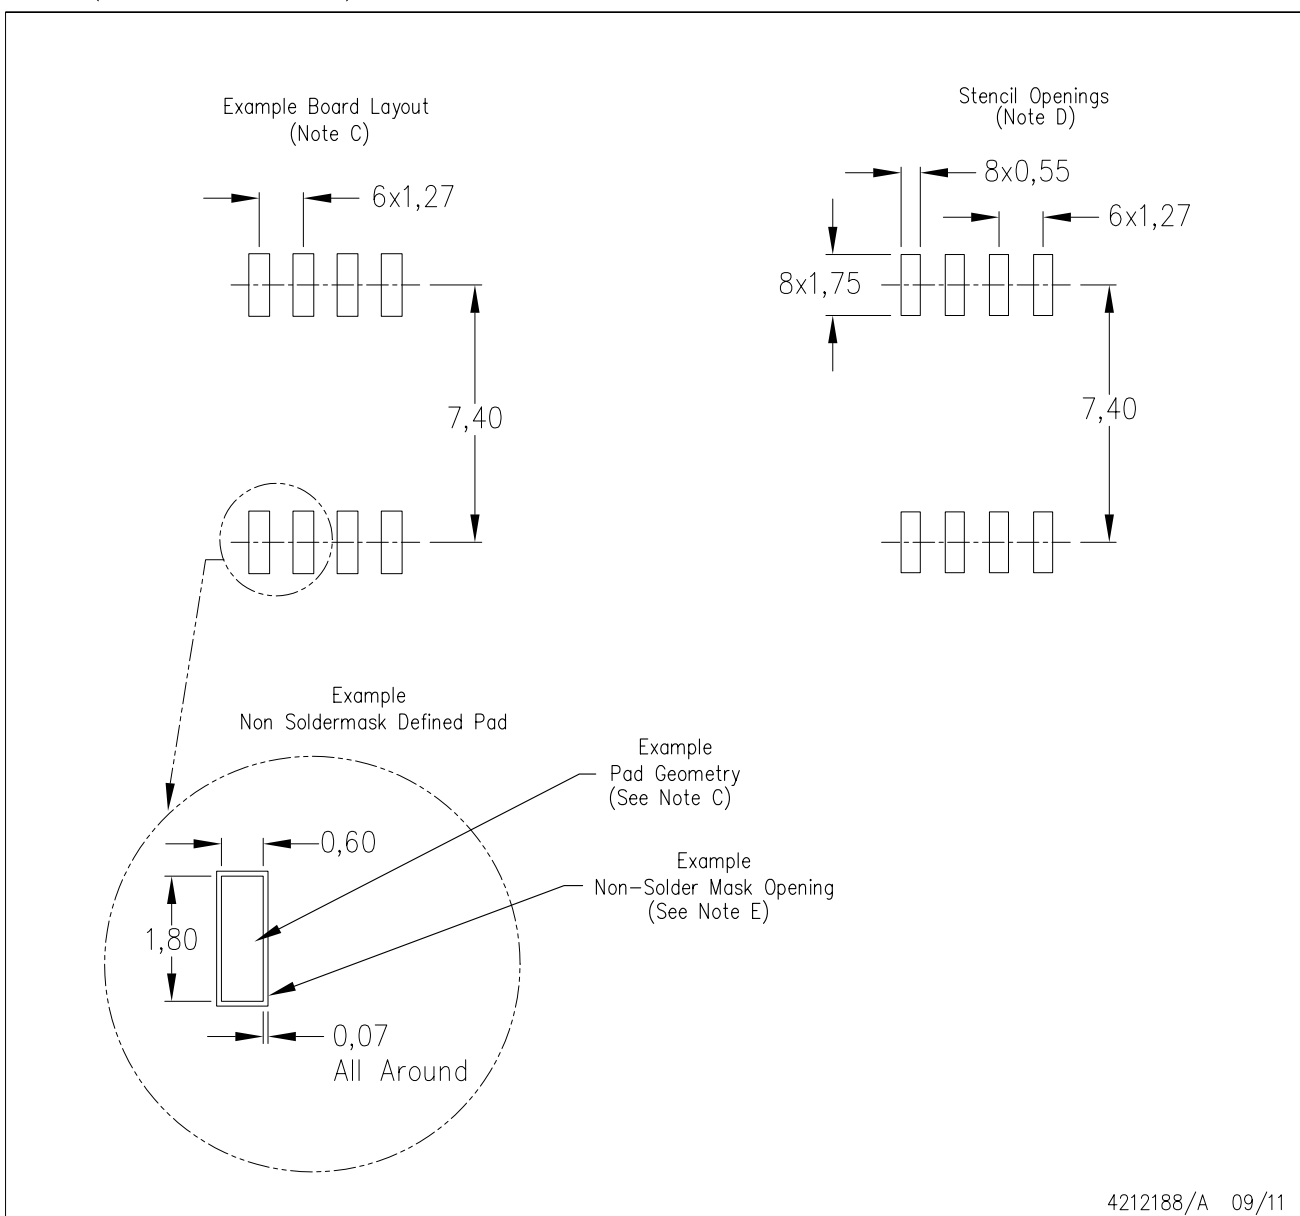 Example Board Layout
(Note C)
6x1,27
7,40
Stencil Openings
(Note D)
8x0,55
6x1,27
8x1,75
7,40
Example
Non Soldermask Defined Pad
Example
Pad Geometry
(See Note C)
0,60
Example
Non-Solder Mask Opening
(See Note E)
1,80
0,07
All Around
4212188/A 09/11